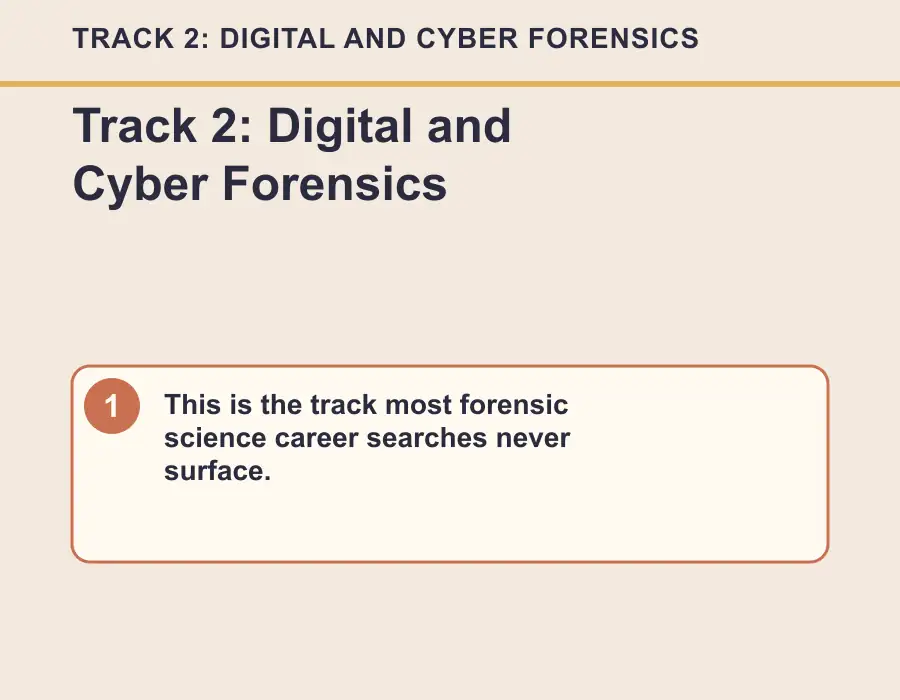 TRACK 2: DIGITAL AND CYBER FORENSICS
Track 2: Digital and
Cyber Forensics
1
This is the track most forensic
science career searches never
surface.